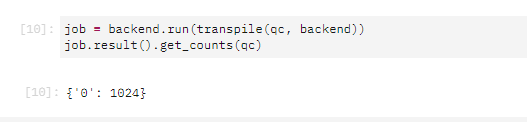 [10]: job = backend.run(transpile(qc, backend))
job.result().get_counts(qc)
[10]: {'0': 1024}